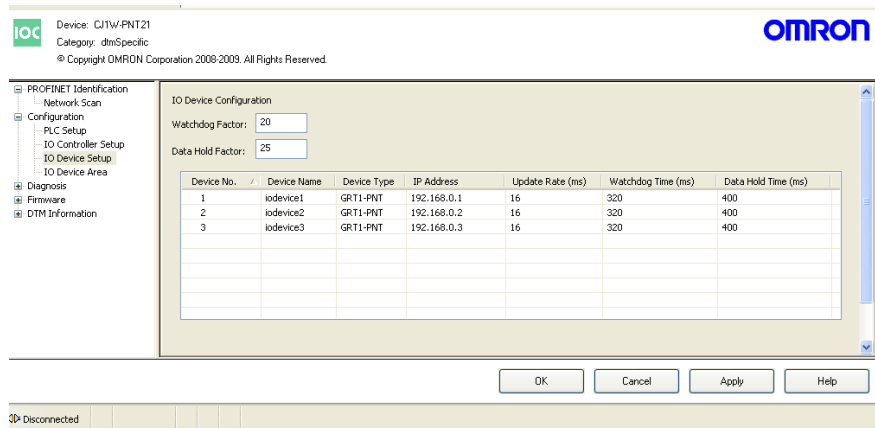 IOC
Device: CJ1W-PNT21
Category: dtmSpecific
© Copyright OMRON Corporation 2008-2009. All Rights Reserved.
OMRON
PROFINET Identification
Network Scan
Configuration
PLC Setup
IO Controller Setup
IO Device Setup
IO Device Area
Diagnosis
Firmware
DTM Information
IO Device Configuration
Watchdog Factor: 20
Data Hold Factor: 25
Device No. Device Name Device Type IP Address Update Rate (ms) Watchdog Time (ms) Data Hold Time (ms)
1 iodevice1 GRT1-PNT 192.168.0.1 16 320 400
2 iodevice2 GRT1-PNT 192.168.0.2 16 320 400
3 iodevice3 GRT1-PNT 192.168.0.3 16 320 400
OK Cancel Apply Help
Disconnected